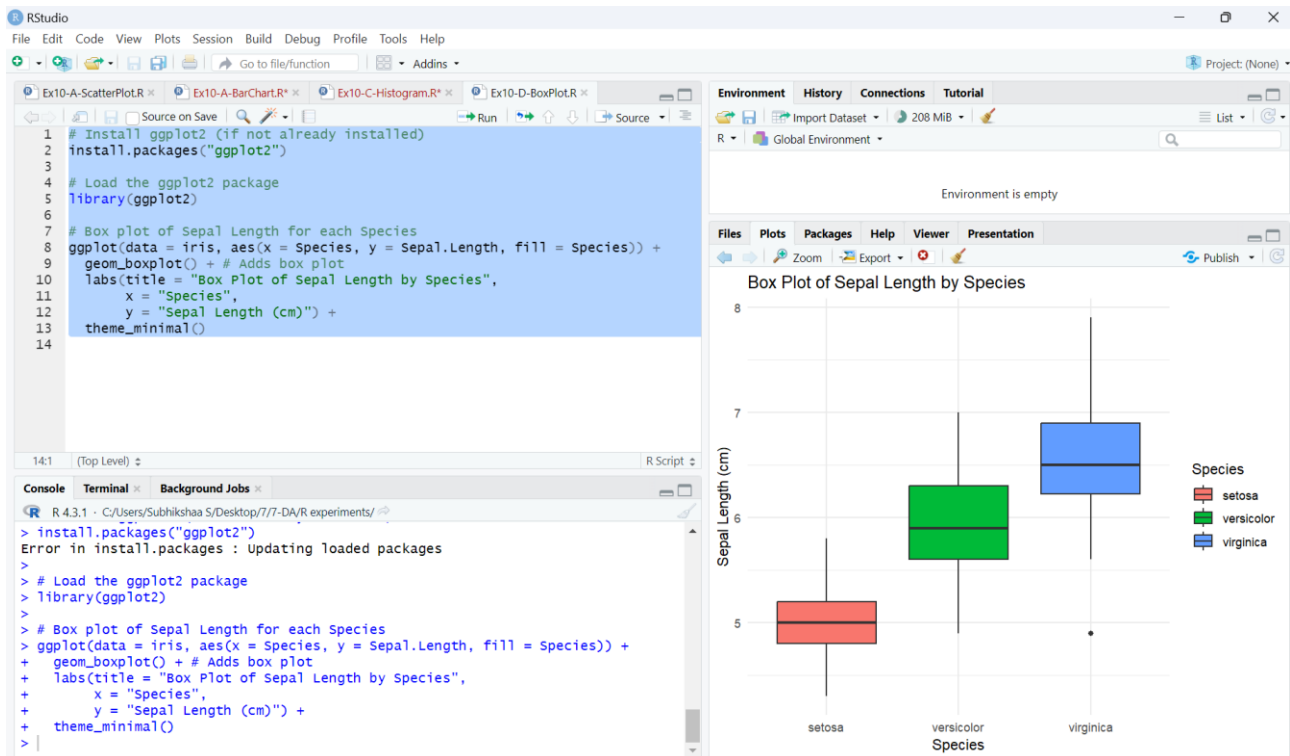 RStudio
File Edit Code View Plots Session Build Debug Profile Tools Help
Go to file/function Addins Project: (None)
Ex10-A-ScatterPlot.R Ex10-A-BarChart.R* Ex10-C-Histogram.R* Ex10-D-BoxPlot.R
Source on Save Run Source
1 # Install ggplot2 (if not already installed)
2 install.packages("ggplot2")
3
4 # Load the ggplot2 package
5 library(ggplot2)
6
7 # Box plot of Sepal Length for each Species
8 ggplot(data = iris, aes(x = Species, y = Sepal.Length, fill = Species)) +
9 geom_boxplot() + # Adds box plot
10 labs(title = "Box Plot of Sepal Length by Species",
11 x = "Species",
12 y = "Sepal Length (cm)") +
13 theme_minimal()
14
14:1 (Top Level) R Script
Console Terminal Background Jobs
R 4.3.1 · C:/Users/Subhikshaa S/Desktop/7/7-DA/R experiments/
> install.packages("ggplot2")
Error in install.packages : Updating loaded packages
>
> # Load the ggplot2 package
> library(ggplot2)
>
> # Box plot of Sepal Length for each Species
> ggplot(data = iris, aes(x = Species, y = Sepal.Length, fill = Species)) +
+ geom_boxplot() + # Adds box plot
+ labs(title = "Box Plot of Sepal Length by Species",
+ x = "Species",
+ y = "Sepal Length (cm)") +
+ theme_minimal()
>
Environment History Connections Tutorial
Import Dataset 208 MiB List
R Global Environment
Environment is empty
Files Plots Packages Help Viewer Presentation
Zoom Export Publish
Box Plot of Sepal Length by Species
8
7
6
5
Sepal Length (cm)
setosa versicolor virginica
Species
Species
setosa
versicolor
virginica